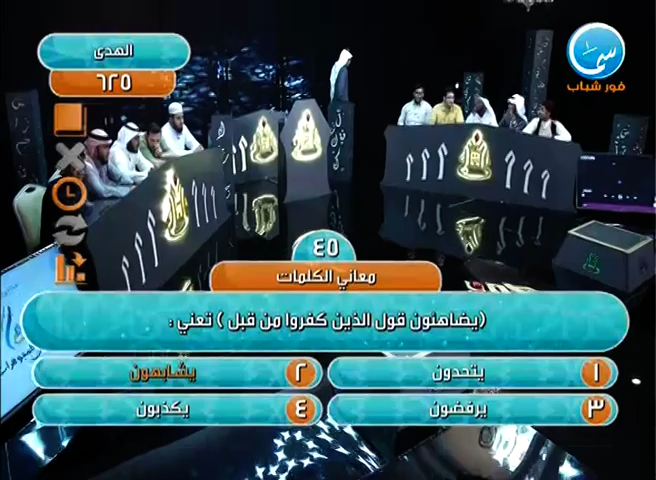 الهدى
٦٢٥
سما
فور شباب
٤٥
معاني الكلمات
(يضاهئون قول الذين كفروا من قبل ) تعني :
١ يتحدون
٢ يشابهون
٣ يرفضون
٤ يكذبون